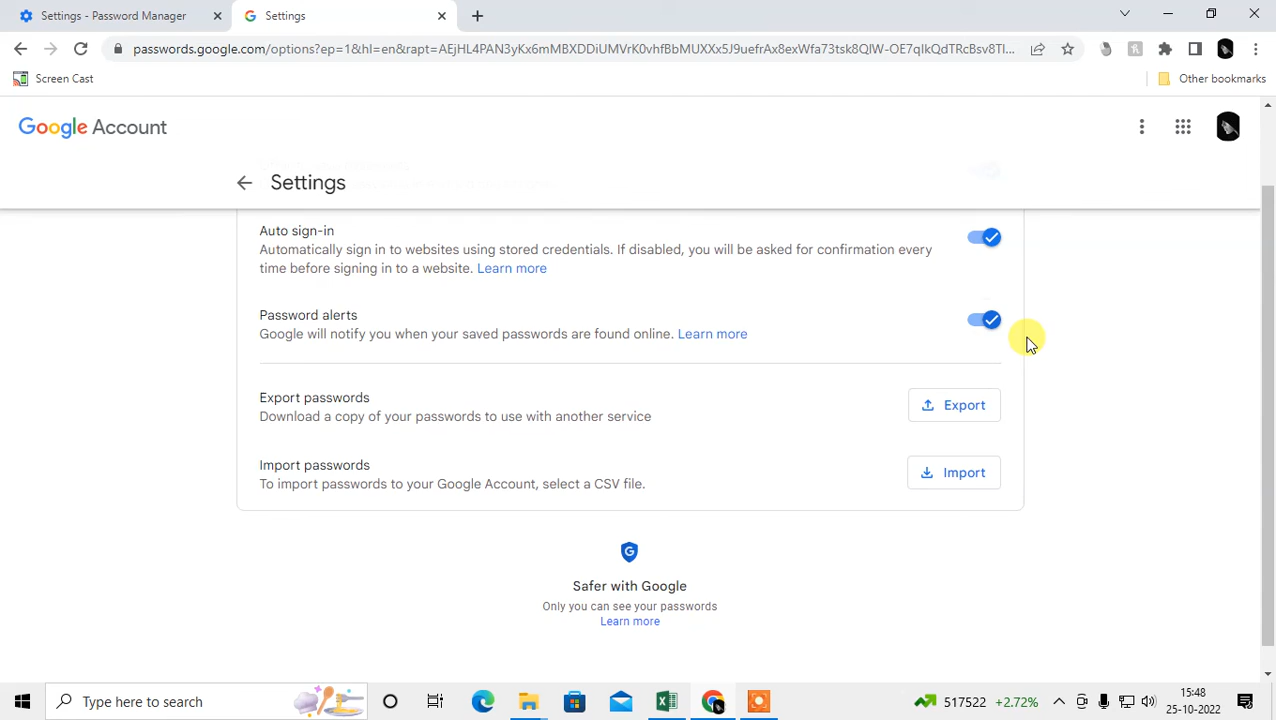 Settings - Password Manager
Settings
passwords.google.com/options?ep=1&hl=en&rapt=AEjHL4PAN3yKx6mMBXDDiUMVrK0vhfBbMUXXx5J9uefrAx8exWfa73tsk8QIW-OE7qIkQdTRcBsv8Tl...
Screen Cast
Other bookmarks
Google Account
Settings
Auto sign-in
Automatically sign in to websites using stored credentials. If disabled, you will be asked for confirmation every
time before signing in to a website. Learn more
Password alerts
Google will notify you when your saved passwords are found online. Learn more
Export passwords
Download a copy of your passwords to use with another service
Export
Import passwords
To import passwords to your Google Account, select a CSV file.
Import
Safer with Google
Only you can see your passwords
Learn more
Type here to search
517522 +2.72%
15:48
25-10-2022